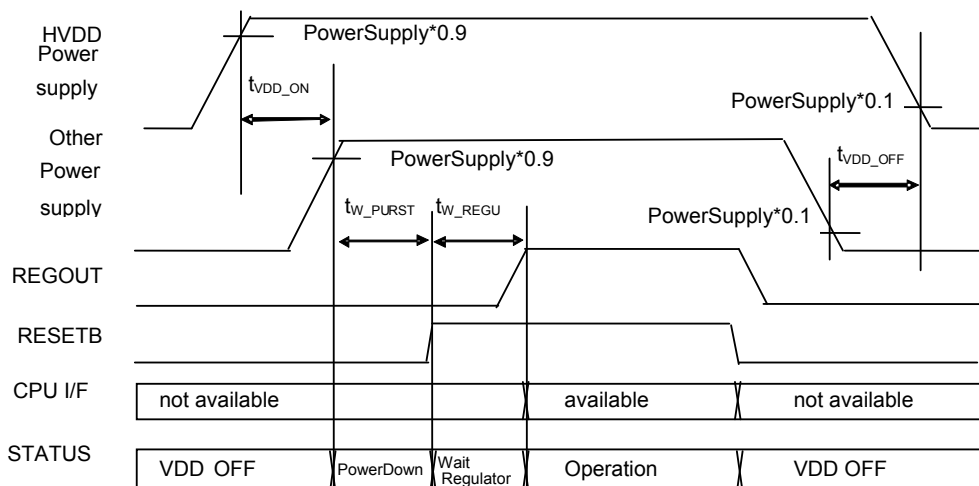 HVDD
Power
supply
PowerSupply*0.9
tVDD_ON
PowerSupply*0.1
Other
Power
supply
PowerSupply*0.9
tVDD_OFF
tW_PURST
tW_REGU
PowerSupply*0.1
REGOUT
RESETB
CPU I/F
not available
available
not available
STATUS
VDD OFF
PowerDown
Wait
Regulator
Operation
VDD OFF